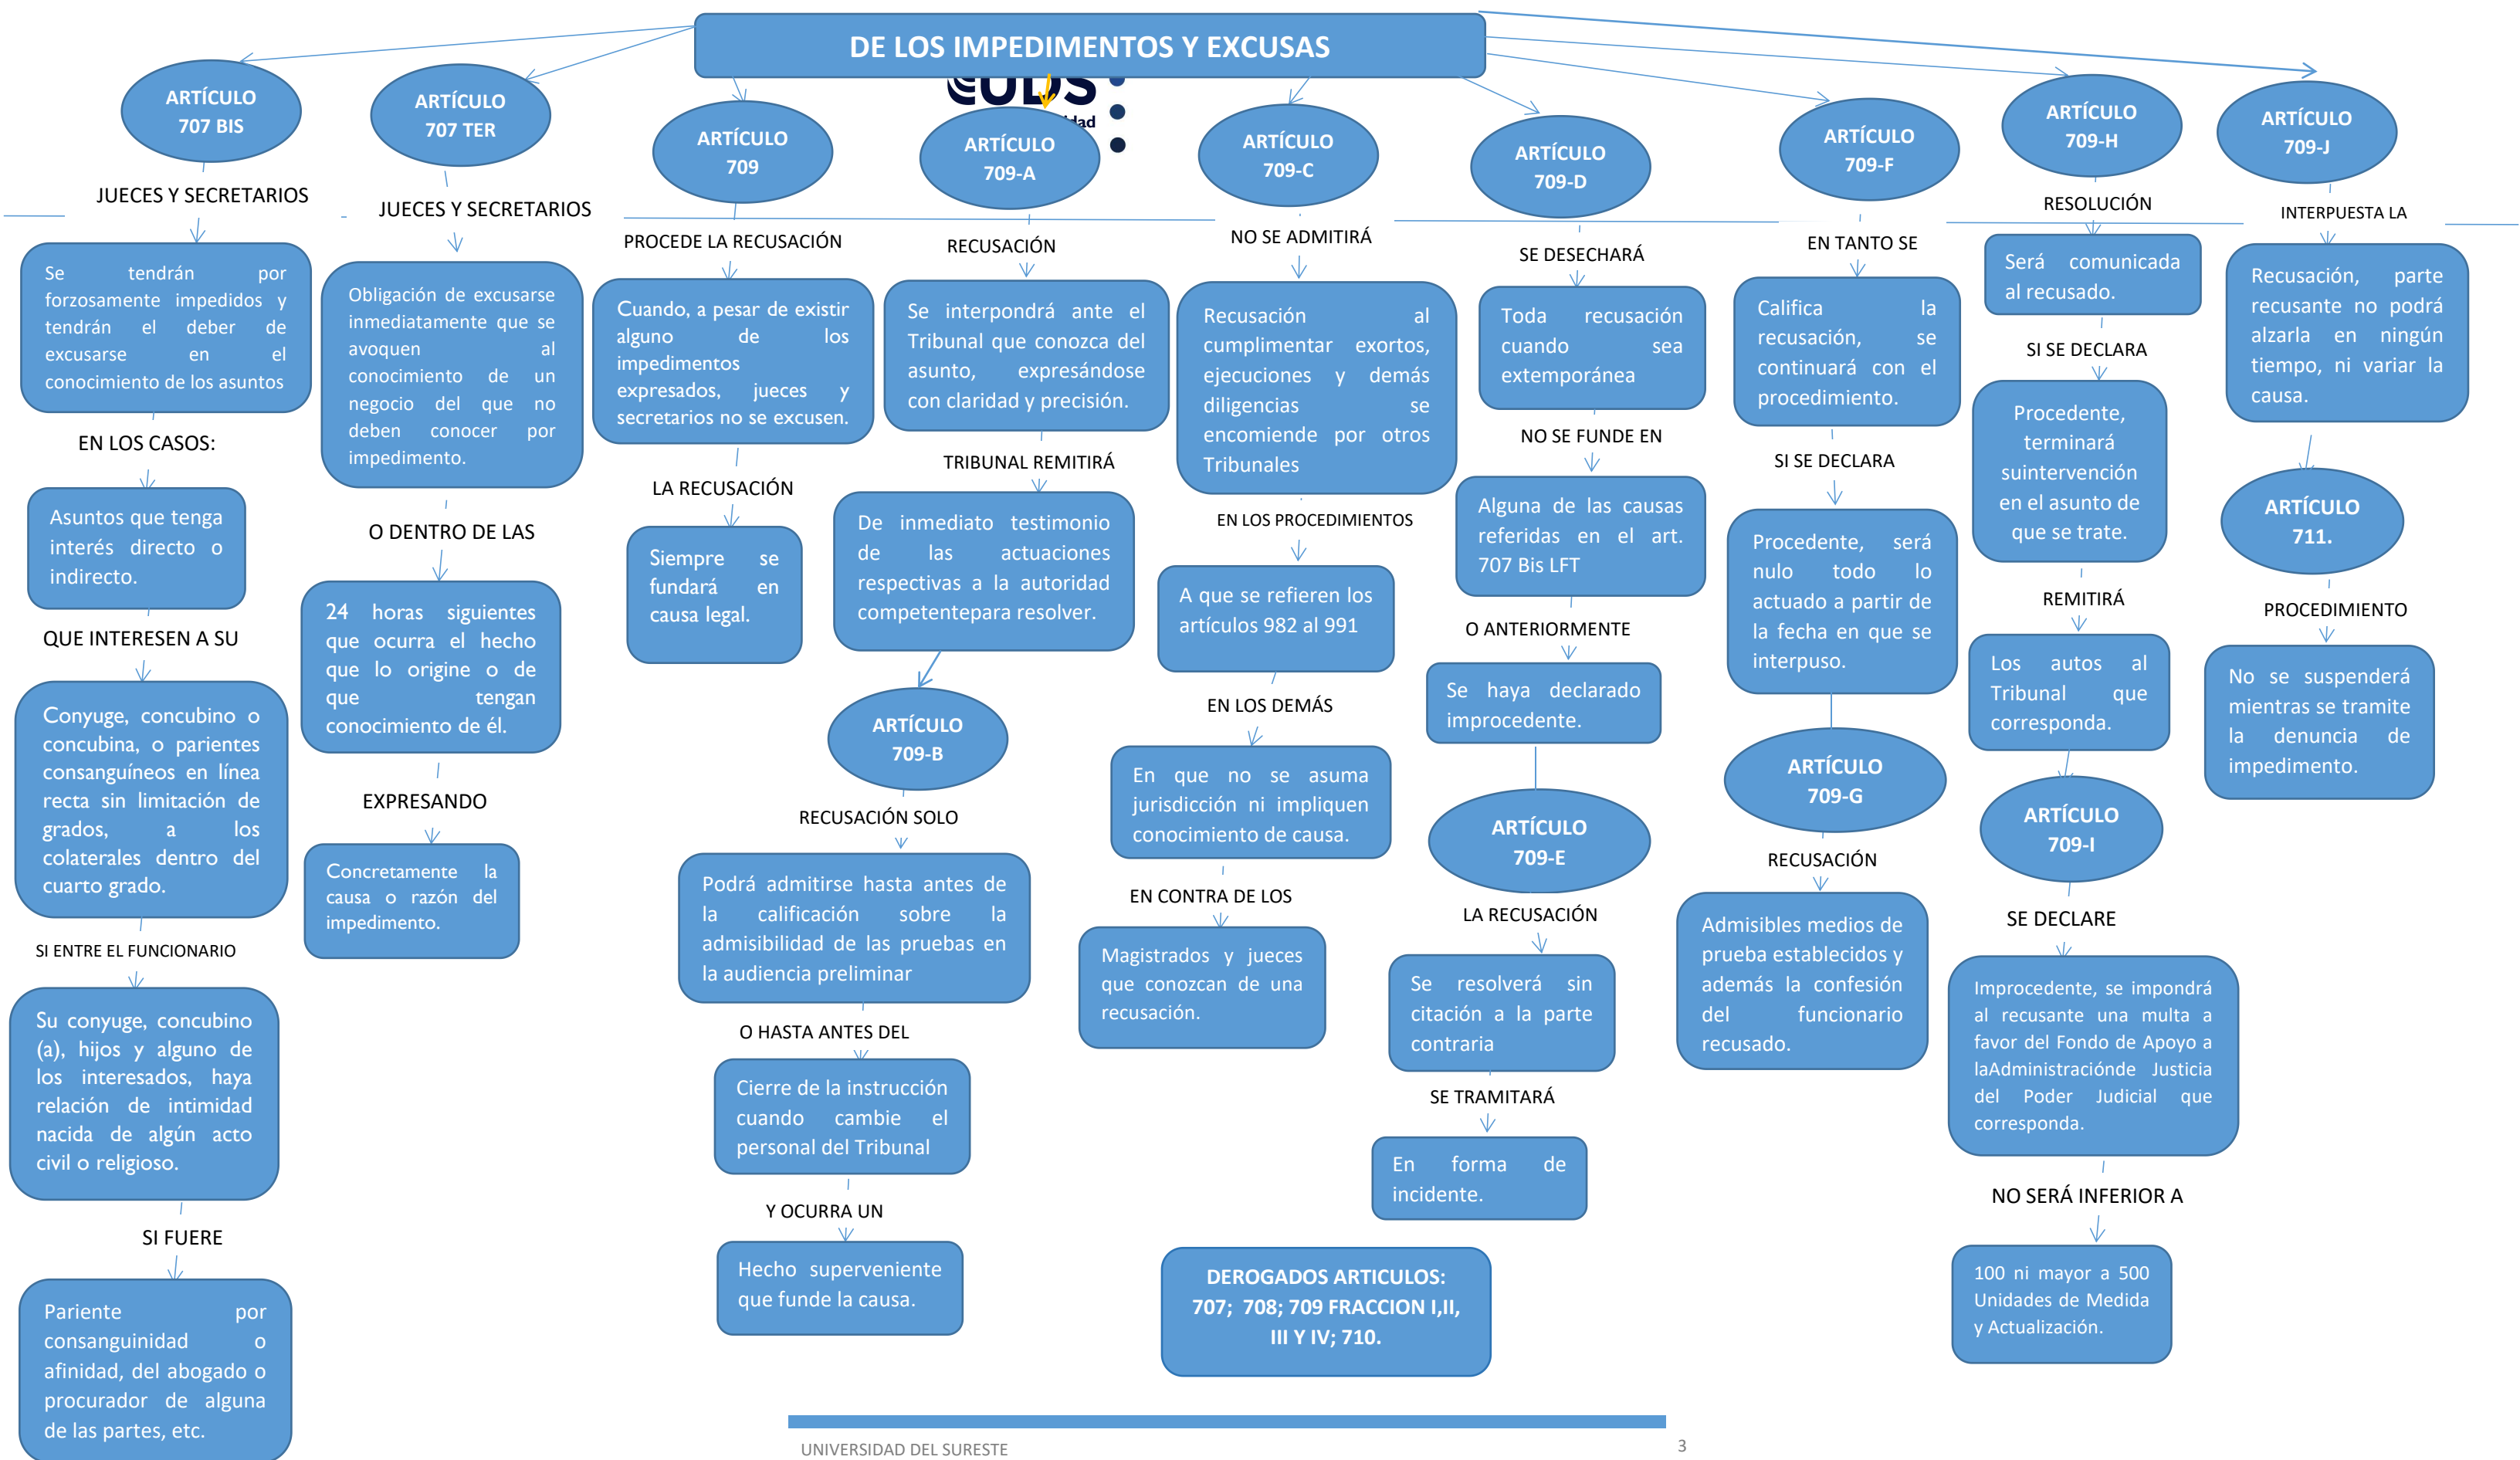 DE LOS IMPEDIMENTOS Y EXCUSAS
UDS
ARTÍCULO
707 BIS
JUECES Y SECRETARIOS
Se tendrán por
forzosamente impedidos y
tendrán el deber de
excusarse en el
conocimiento de los asuntos
EN LOS CASOS:
Asuntos que tenga
interés directo o
indirecto.
QUE INTERESEN A SU
Conyuge, concubino o
concubina, o parientes
consanguíneos en línea
recta sin limitación de
grados, a los
colaterales dentro del
cuarto grado.
SI ENTRE EL FUNCIONARIO
Su conyuge, concubino
(a), hijos y alguno de
los interesados, haya
relación de intimidad
nacida de algún acto
civil o religioso.
SI FUERE
Pariente por
consanguinidad o
afinidad, del abogado o
procurador de alguna
de las partes, etc.
ARTÍCULO
707 TER
JUECES Y SECRETARIOS
Obligación de excusarse
inmediatamente que se
avoquen al
conocimiento de un
negocio del que no
deben conocer por
impedimento.
O DENTRO DE LAS
24 horas siguientes
que ocurra el hecho
que lo origine o de
que tengan
conocimiento de él.
EXPRESANDO
Concretamente la
causa o razón del
impedimento.
ARTÍCULO
709
PROCEDE LA RECUSACIÓN
Cuando, a pesar de existir
alguno de los
impedimentos
expresados, jueces y
secretarios no se excusen.
LA RECUSACIÓN
Siempre se
fundará en
causa legal.
ARTÍCULO
709-A
RECUSACIÓN
Se interpondrá ante el
Tribunal que conozca del
asunto, expresándose
con claridad y precisión.
TRIBUNAL REMITIRÁ
De inmediato testimonio
de las actuaciones
respectivas a la autoridad
competentepara resolver.
ARTÍCULO
709-B
RECUSACIÓN SOLO
Podrá admitirse hasta antes de
la calificación sobre la
admisibilidad de las pruebas en
la audiencia preliminar
O HASTA ANTES DEL
Cierre de la instrucción
cuando cambie el
personal del Tribunal
Y OCURRA UN
Hecho superveniente
que funde la causa.
ARTÍCULO
709-C
NO SE ADMITIRÁ
Recusación al
cumplimentar exortos,
ejecuciones y demás
diligencias se
encomiende por otros
Tribunales
EN LOS PROCEDIMIENTOS
A que se refieren los
artículos 982 al 991
EN LOS DEMÁS
En que no se asuma
jurisdicción ni impliquen
conocimiento de causa.
EN CONTRA DE LOS
Magistrados y jueces
que conozcan de una
recusación.
ARTÍCULO
709-D
SE DESECHARÁ
Toda recusación
cuando sea
extemporánea
NO SE FUNDE EN
Alguna de las causas
referidas en el art.
707 Bis LFT
O ANTERIORMENTE
Se haya declarado
improcedente.
ARTÍCULO
709-E
LA RECUSACIÓN
Se resolverá sin
citación a la parte
contraria
SE TRAMITARÁ
En forma de
incidente.
ARTÍCULO
709-F
EN TANTO SE
Califica la
recusación, se
continuará con el
procedimiento.
SI SE DECLARA
Procedente, será
nulo todo lo
actuado a partir de
la fecha en que se
interpuso.
ARTÍCULO
709-G
RECUSACIÓN
Admisibles medios de
prueba establecidos y
además la confesión
del funcionario
recusado.
ARTÍCULO
709-H
RESOLUCIÓN
Será comunicada
al recusado.
SI SE DECLARA
Procedente,
terminará
suintervención
en el asunto de
que se trate.
REMITIRÁ
Los autos al
Tribunal que
corresponda.
ARTÍCULO
709-I
SE DECLARE
Improcedente, se impondrá
al recusante una multa a
favor del Fondo de Apoyo a
laAdministraciónde Justicia
del Poder Judicial que
corresponda.
NO SERÁ INFERIOR A
100 ni mayor a 500
Unidades de Medida
y Actualización.
ARTÍCULO
709-J
INTERPUESTA LA
Recusación, parte
recusante no podrá
alzarla en ningún
tiempo, ni variar la
causa.
ARTÍCULO
711.
PROCEDIMIENTO
No se suspenderá
mientras se tramite
la denuncia de
impedimento.
DEROGADOS ARTICULOS:
707; 708; 709 FRACCION I,II,
III Y IV; 710.
UNIVERSIDAD DEL SURESTE
3